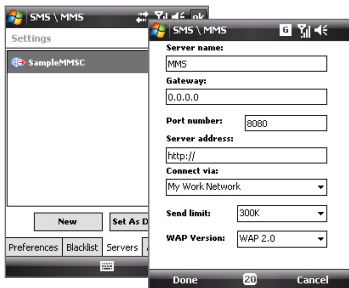 SMS \ MMS
ok
Settings
SampleMMSC
New
Set As D
Preferences
Blacklist
Servers
SMS \ MMS
G
Server name:
MMS
Gateway:
0.0.0.0
Port number:
8080
Server address:
http://
Connect via:
My Work Network
Send limit:
300K
WAP Version:
WAP 2.0
Done
20
Cancel